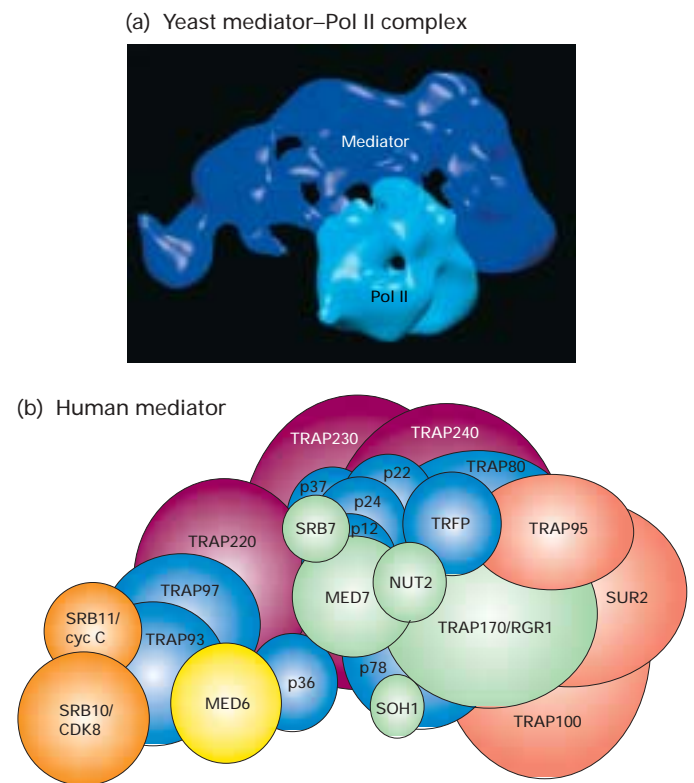 (a) Yeast mediator–Pol II complex
Mediator
Pol II
(b) Human mediator
TRAP230
TRAP240
TRAP80
p22
p37
p24
SRB7
p12
TRFP
TRAP95
TRAP220
TRAP97
MED7
NUT2
SUR2
SRB11/
cyc C
TRAP93
TRAP170/RGR1
p36
p78
SRB10/
CDK8
MED6
SOH1
TRAP100